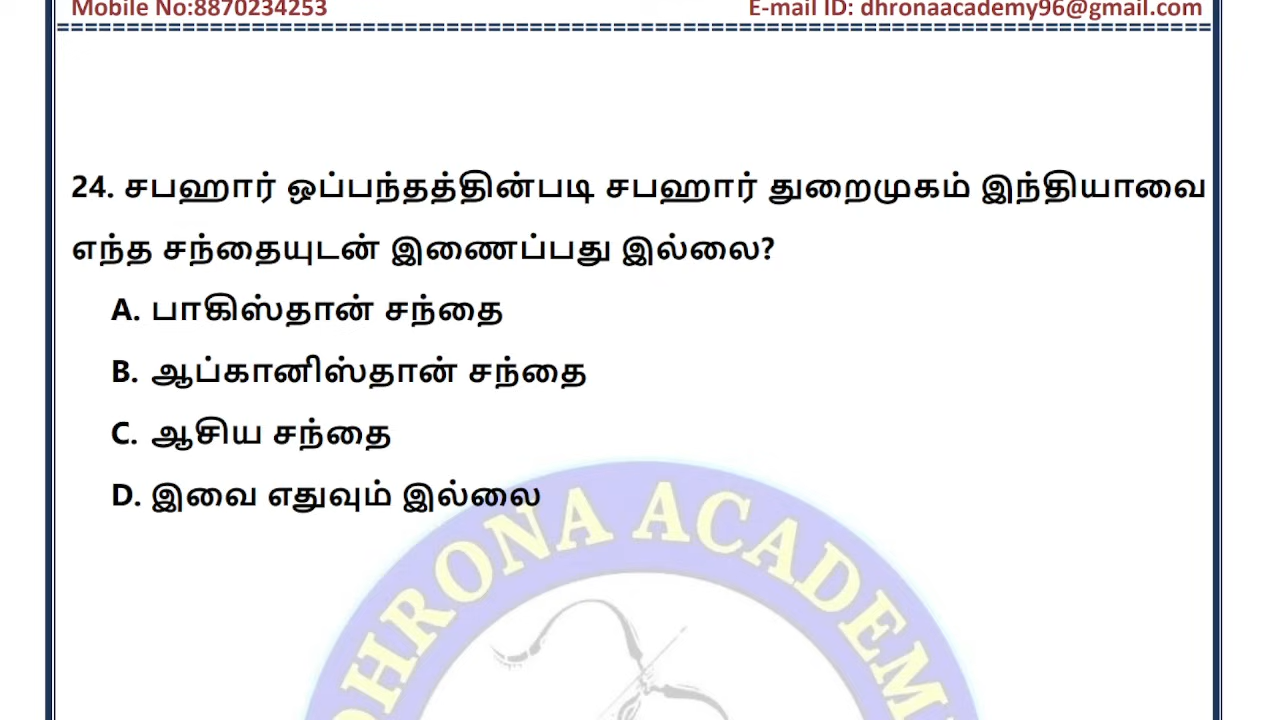 Mobile No:8870234253 E-mail ID: dhronaacademy96@gmail.com
24. சபஹார் ஒப்பந்தத்தின்படி சபஹார் துறைமுகம் இந்தியாவை
எந்த சந்தையுடன் இணைப்பது இல்லை?
A. பாகிஸ்தான் சந்தை
B. ஆப்கானிஸ்தான் சந்தை
C. ஆசிய சந்தை
D. இவை எதுவும் இல்லை
DHRONA ACADEMY